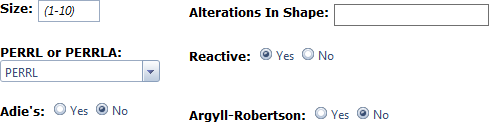 Size: (1-10) Alterations In Shape:
PERRL or PERRLA: Reactive: Yes No
PERRL
Adie's: Yes No Argyll-Robertson: Yes No